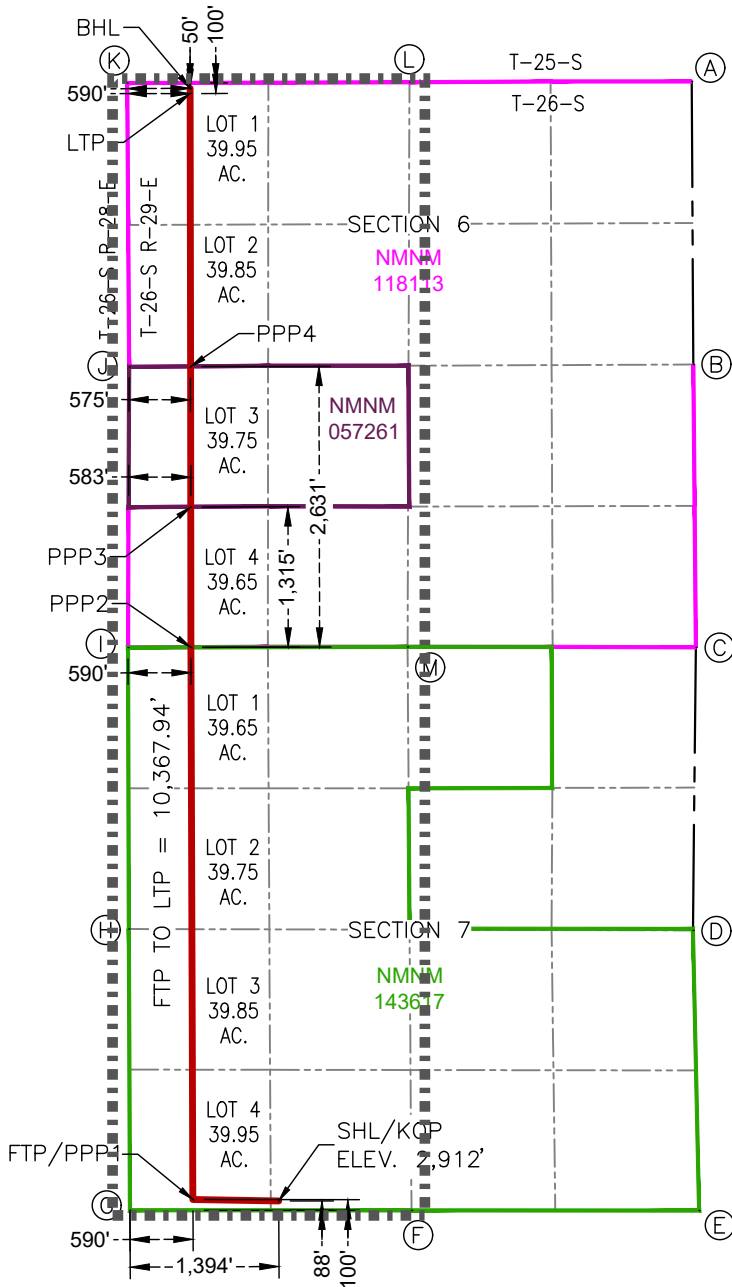 BHL
50'
100'
K
L
A
T-25-S
T-26-S
590'
LTP
LOT 1
39.95
AC.
T-26-S R-28-E
T-26-S R-29-E
SECTION 6
NMNM
118113
LOT 2
39.85
AC.
PPP4
J
B
575'
LOT 3
39.75
AC.
NMNM
057261
583'
2,631'
1,315'
PPP3
LOT 4
39.65
AC.
PPP2
I
C
M
590'
LOT 1
39.65
AC.
FTP TO LTP = 10,367.94'
LOT 2
39.75
AC.
H
SECTION 7
D
NMNM
143617
LOT 3
39.85
AC.
LOT 4
39.95
AC.
SHL/KOP
ELEV. 2,912'
FTP/PPP1
G
F
E
590'
1,394'
88'
100'